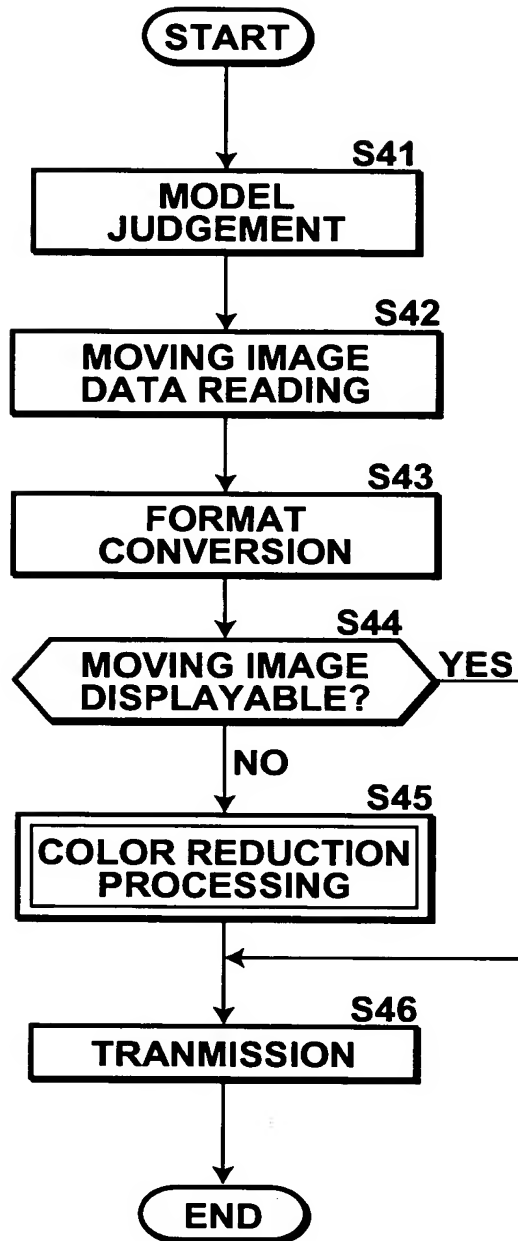 START
S41
MODEL
JUDGEMENT
S42
MOVING IMAGE
DATA READING
S43
FORMAT
CONVERSION
S44
MOVING IMAGE
DISPLAYABLE?
YES
NO
S45
COLOR REDUCTION
PROCESSING
S46
TRANMISSION
END